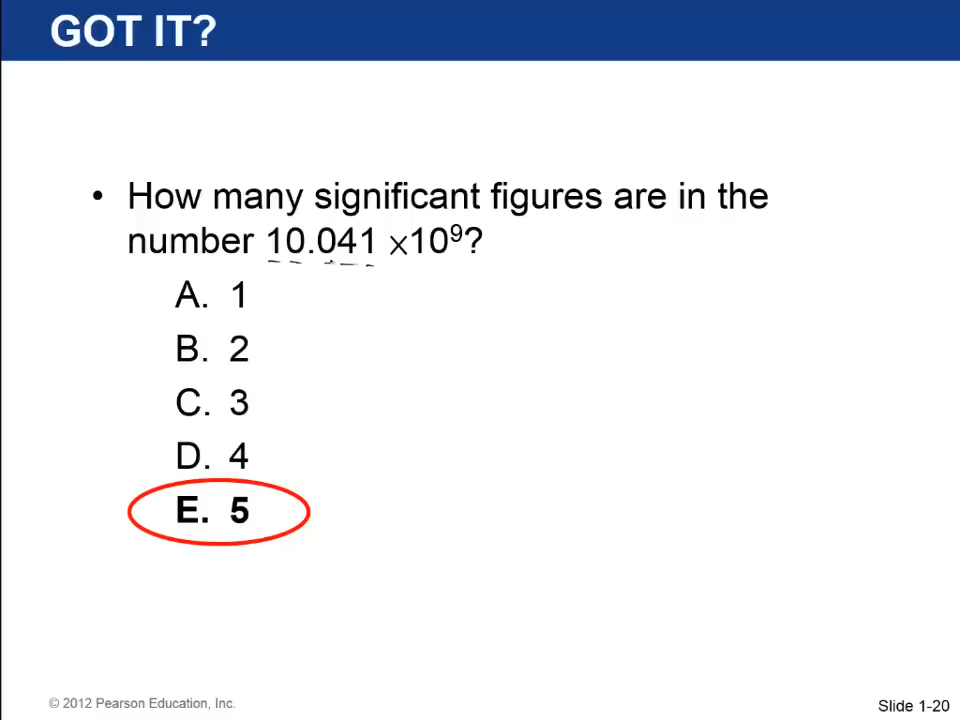 GOT IT?
• How many significant figures are in the
number 10.041 ×10⁹?
A. 1
B. 2
C. 3
D. 4
E. 5
© 2012 Pearson Education, Inc.
Slide 1-20